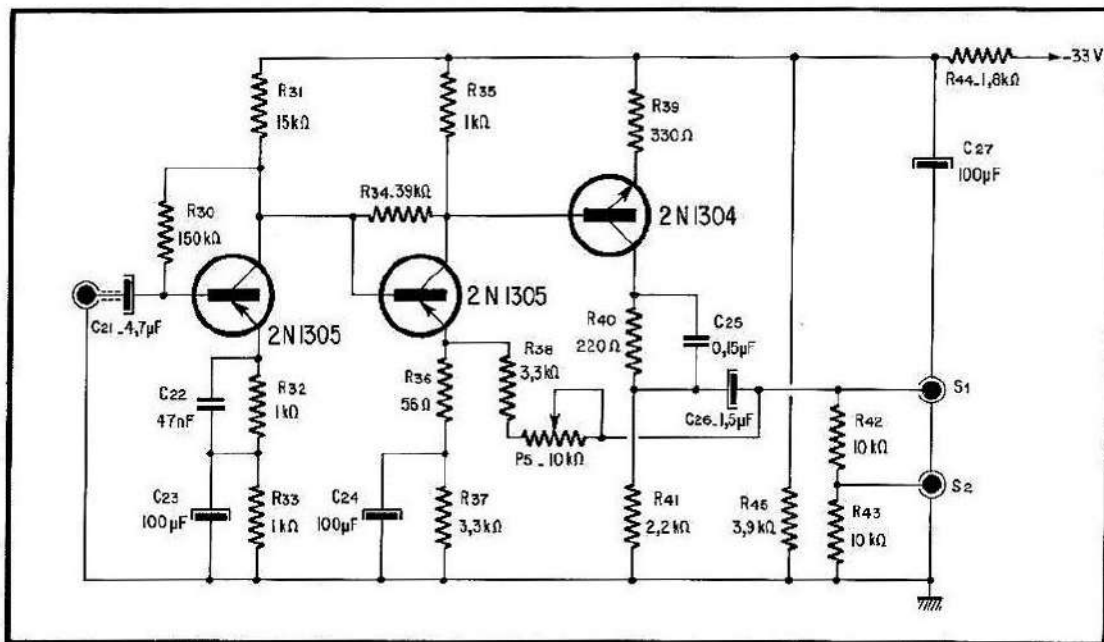 R31
15kΩ
R35
1kΩ
R39
330Ω
R44_1,8kΩ
-33V
C27
100µF
R30
150kΩ
R34_39kΩ
2N1304
C21_4,7µF
2N1305
2N1305
R40
220Ω
C25
0,15µF
R38
3,3kΩ
R32
1kΩ
R36
56Ω
C22
47nF
C26_1,5µF
S1
P5_10kΩ
R42
10kΩ
S2
C23
100µF
R33
1kΩ
C24
100µF
R37
3,3kΩ
R41
2,2kΩ
R45
3,9kΩ
R43
10kΩ